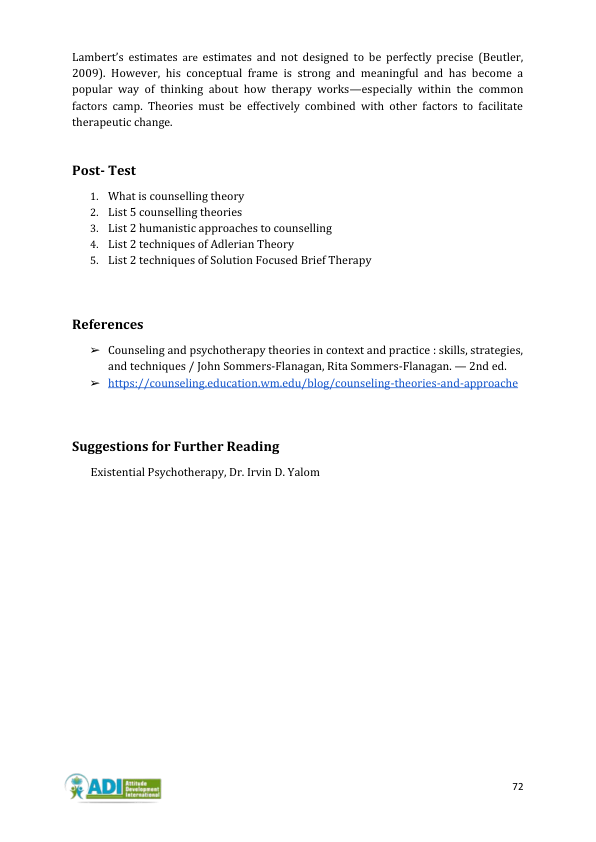 Lambert’s estimates are estimates and not designed to be perfectly precise (Beutler,
2009). However, his conceptual frame is strong and meaningful and has become a
popular way of thinking about how therapy works—especially within the common
factors camp. Theories must be effectively combined with other factors to facilitate
therapeutic change.
Post- Test
1. What is counselling theory
2. List 5 counselling theories
3. List 2 humanistic approaches to counselling
4. List 2 techniques of Adlerian Theory
5. List 2 techniques of Solution Focused Brief Therapy
References
➢ Counseling and psychotherapy theories in context and practice : skills, strategies,
and techniques / John Sommers-Flanagan, Rita Sommers-Flanagan. — 2nd ed.
➢ https://counseling.education.wm.edu/blog/counseling-theories-and-approache
Suggestions for Further Reading
Existential Psychotherapy, Dr. Irvin D. Yalom
ADI Attitude
Development
International
72